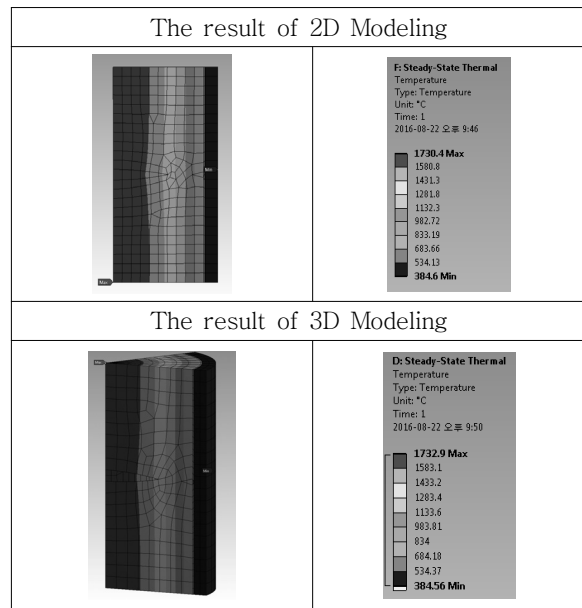 The result of 2D Modeling
Max
Min
F: Steady-State Thermal
Temperature
Type: Temperature
Unit: °C
Time: 1
2016-08-22 오후 9:46
1730.4 Max
1580.8
1431.3
1281.8
1132.3
982.72
833.19
683.66
534.13
384.6 Min
The result of 3D Modeling
Min
D: Steady-State Thermal
Temperature
Type: Temperature
Unit: °C
Time: 1
2016-08-22 오후 9:50
1732.9 Max
1583.1
1433.2
1283.4
1133.6
983.81
834
684.18
534.37
384.56 Min